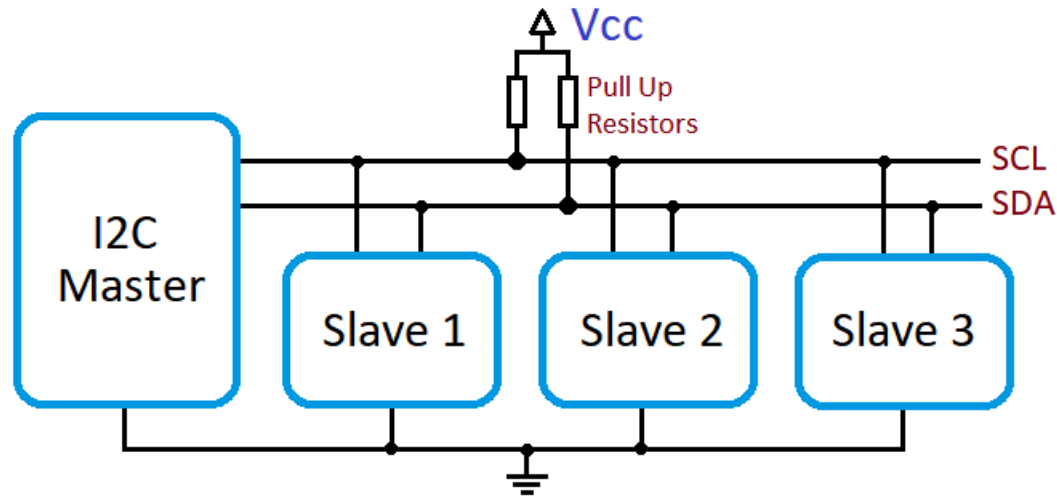 Vcc
Pull Up
Resistors
SCL
SDA
I2C
Master
Slave 1
Slave 2
Slave 3